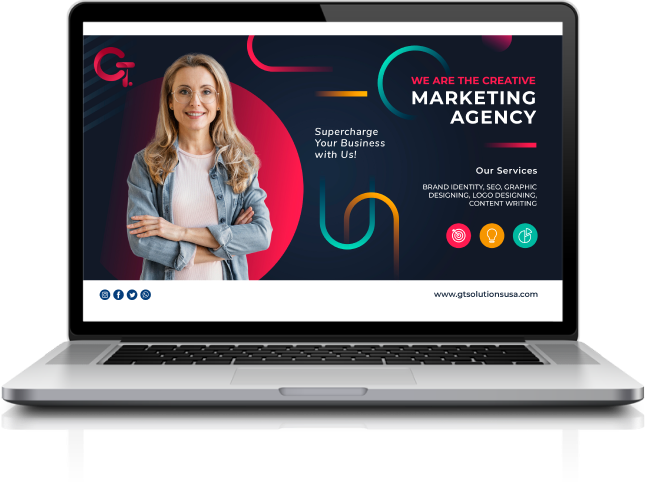 GT.
WE ARE THE CREATIVE
MARKETING
AGENCY
Supercharge
Your Business
with Us!
Our Services
BRAND IDENTITY, SEO, GRAPHIC
DESIGNING, LOGO DESIGNING,
CONTENT WRITING
www.gtsolutionsusa.com